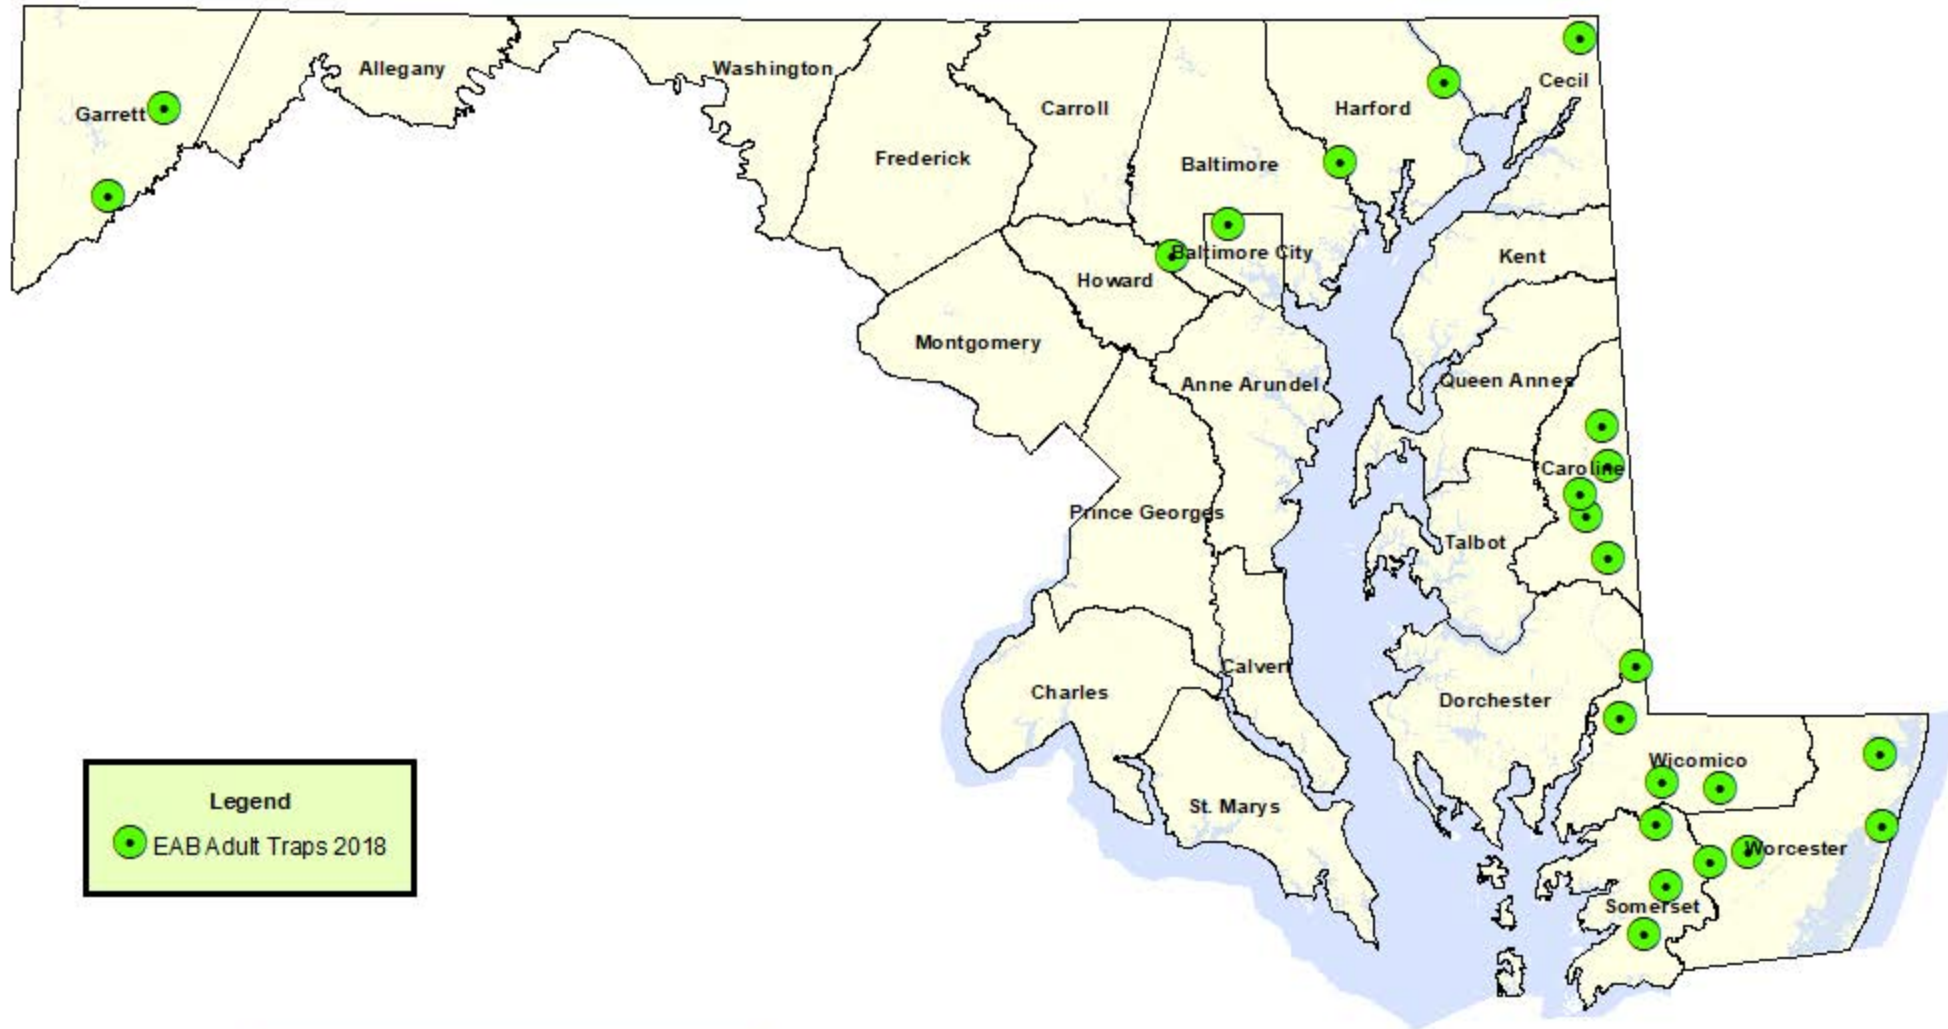 Allegany
Washington
Cecil
Garrett
Carroll
Harford
Frederick
Baltimore
Baltimore City
Kent
Howard
Montgomery
Anne Arundel
Queen Annes
Caroline
Prince Georges
Talbot
Calvert
Charles
Dorchester
Wicomico
St. Marys
Worcester
Somerset
Legend
EAB Adult Traps 2018